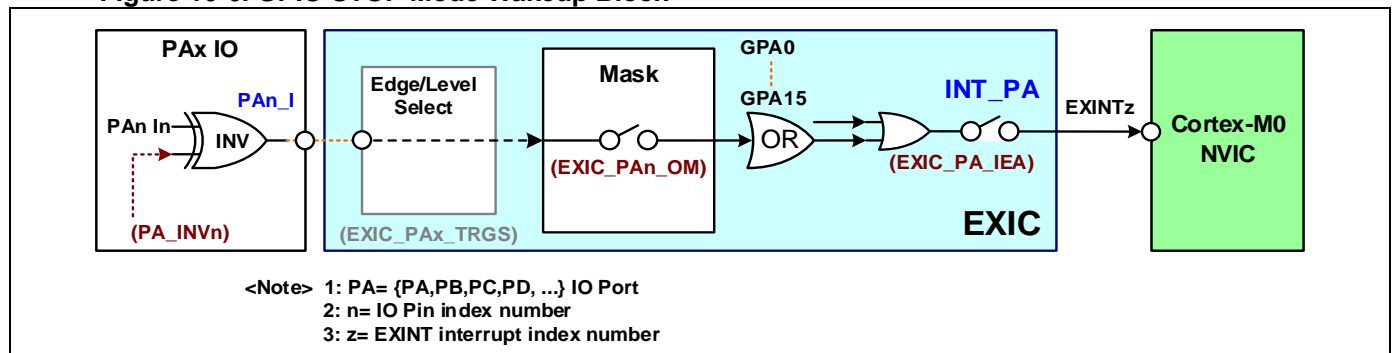 PAx IO
PAn In
INV
PAn_I
(PA_INVn)
Edge/Level
Select
(EXIC_PAx_TRGS)
Mask
(EXIC_PAn_OM)
GPA0
GPA15
OR
INT_PA
(EXIC_PA_IEA)
EXIC
EXINTz
Cortex-M0
NVIC
<Note> 1: PA= {PA,PB,PC,PD, ...} IO Port
2: n= IO Pin index number
3: z= EXINT interrupt index number